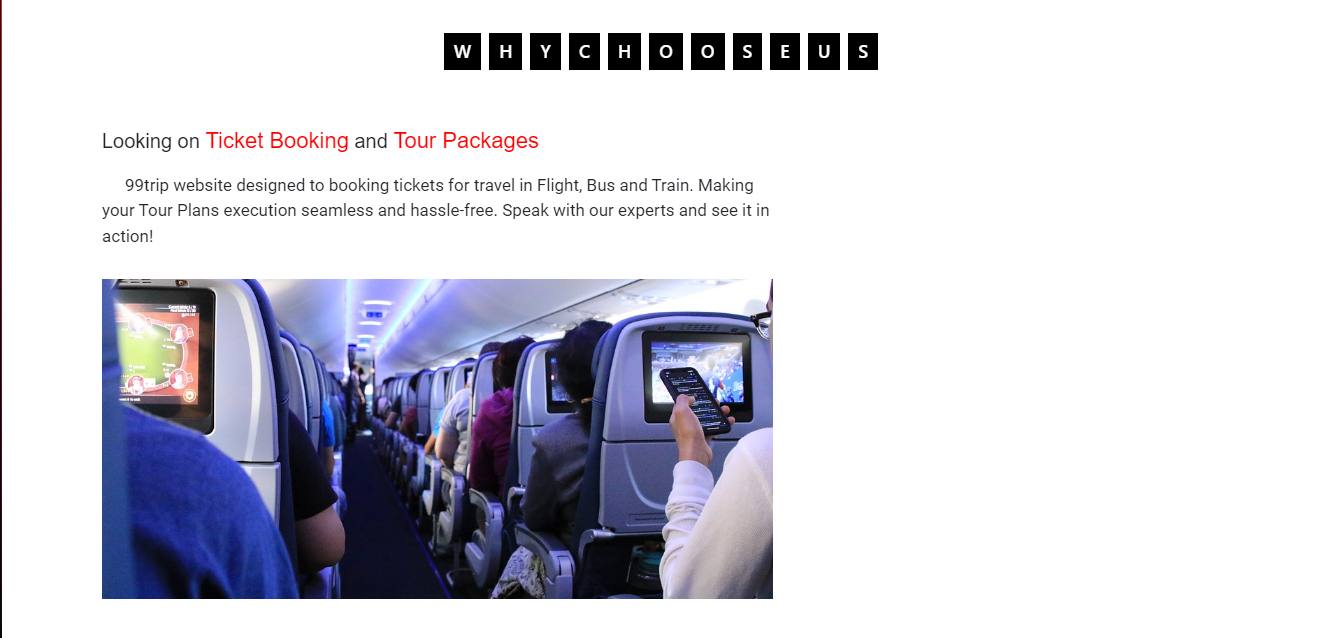 W H Y C H O O S E U S
Looking on Ticket Booking and Tour Packages
99trip website designed to booking tickets for travel in Flight, Bus and Train. Making
your Tour Plans execution seamless and hassle-free. Speak with our experts and see it in
action!